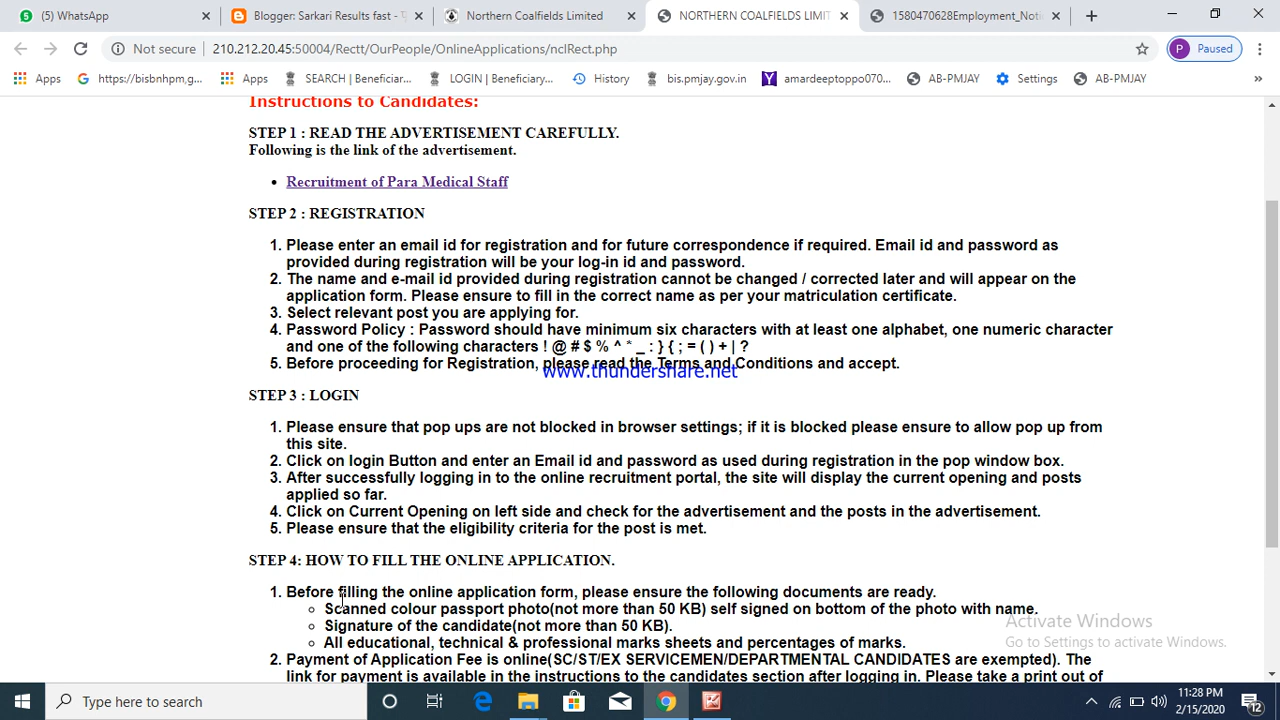 (5) WhatsApp
Blogger: Sarkari Results fast -
Northern Coalfields Limited
NORTHERN COALFIELDS LIMIT
1580470628Employment_Noti
Not secure
210.212.20.45:50004/Rectt/OurPeople/OnlineApplications/nclRect.php
P Paused
Apps
https://bisbnhpm,g...
Apps
SEARCH | Beneficiar...
LOGIN | Beneficiary...
History
bis.pmjay.gov.in
amardeeptoppo070...
AB-PMJAY
Settings
AB-PMJAY
»
Instructions to Candidates:
STEP 1 : READ THE ADVERTISEMENT CAREFULLY.
Following is the link of the advertisement.
• Recruitment of Para Medical Staff
STEP 2 : REGISTRATION
1. Please enter an email id for registration and for future correspondence if required. Email id and password as
provided during registration will be your log-in id and password.
2. The name and e-mail id provided during registration cannot be changed / corrected later and will appear on the
application form. Please ensure to fill in the correct name as per your matriculation certificate.
3. Select relevant post you are applying for.
4. Password Policy : Password should have minimum six characters with at least one alphabet, one numeric character
and one of the following characters ! @ # $ % ^ * _ : } { ; = ( ) + | ?
5. Before proceeding for Registration, please read the Terms and Conditions and accept.
www.thundershare.net
STEP 3 : LOGIN
1. Please ensure that pop ups are not blocked in browser settings; if it is blocked please ensure to allow pop up from
this site.
2. Click on login Button and enter an Email id and password as used during registration in the pop window box.
3. After successfully logging in to the online recruitment portal, the site will display the current opening and posts
applied so far.
4. Click on Current Opening on left side and check for the advertisement and the posts in the advertisement.
5. Please ensure that the eligibility criteria for the post is met.
STEP 4: HOW TO FILL THE ONLINE APPLICATION.
1. Before filling the online application form, please ensure the following documents are ready.
Scanned colour passport photo(not more than 50 KB) self signed on bottom of the photo with name.
Signature of the candidate(not more than 50 KB).
All educational, technical & professional marks sheets and percentages of marks.
2. Payment of Application Fee is online(SC/ST/EX SERVICEMEN/DEPARTMENTAL CANDIDATES are exempted). The
link for payment is available in the instructions to the candidates section after logging in. Please take a print out of
Activate Windows
Go to Settings to activate Windows.
Type here to search
11:28 PM
2/15/2020
12